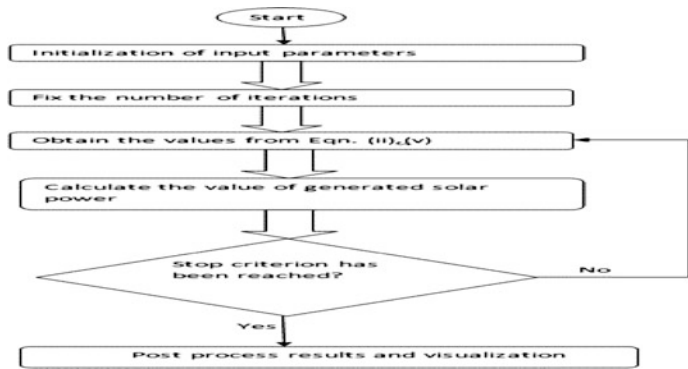 Start
Initialization of input parameters
Fix the number of iterations
Obtain the values from Eqn. (ii)-(v)
Calculate the value of generated solar
power
Stop criterion has
been reached?
No
Yes
Post process results and visualization